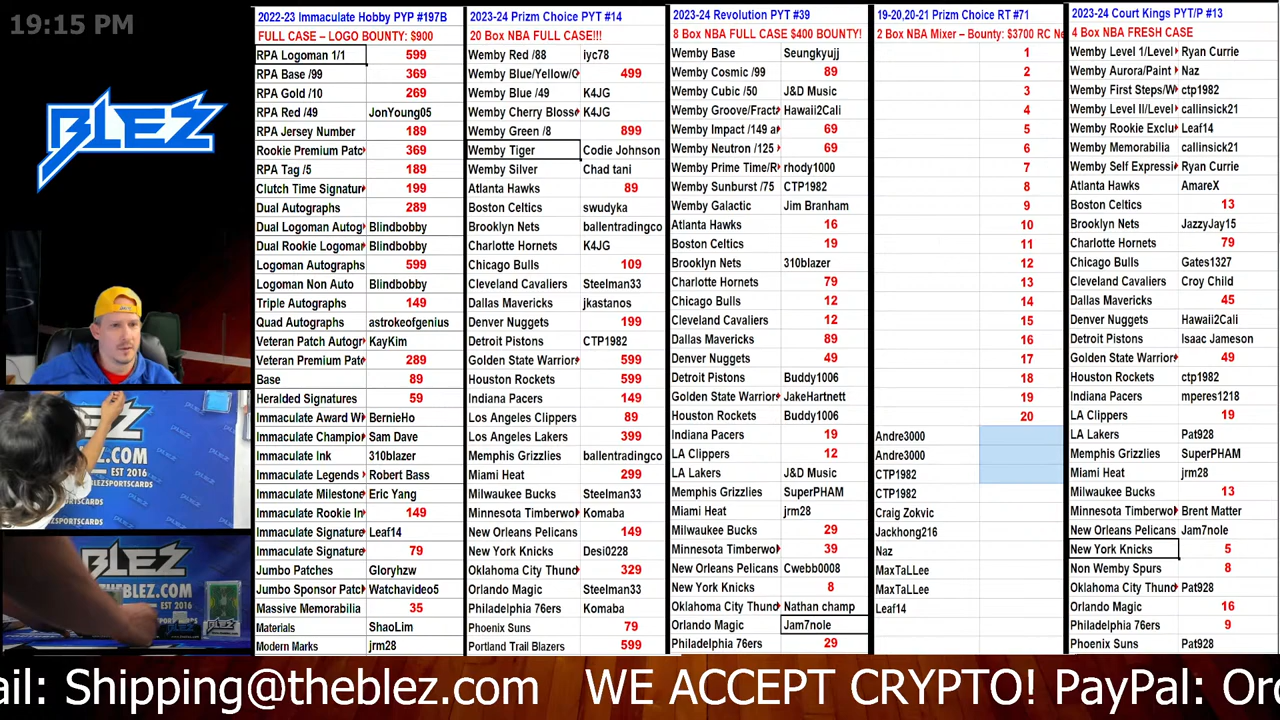 19:15 PM
BLEZ
2022-23 Immaculate Hobby PYP #197B
FULL CASE – LOGO BOUNTY: $900
RPA Logoman 1/1 599
RPA Base /99 369
RPA Gold /10 269
RPA Red /49 JonYoung05
RPA Jersey Number 189
Rookie Premium Patc 369
RPA Tag /5 189
Clutch Time Signatur 199
Dual Autographs 289
Dual Logoman Autog Blindbobby
Dual Rookie Logomar Blindbobby
Logoman Autographs 599
Logoman Non Auto Blindbobby
Triple Autographs 149
Quad Autographs astrokeofgenius
Veteran Patch Autogr KayKim
Veteran Premium Pat 289
Base 89
Heralded Signatures 59
Immaculate Award W BernieHo
Immaculate Champio Sam Dave
Immaculate Ink 310blazer
Immaculate Legends Robert Bass
Immaculate Milestone Eric Yang
Immaculate Rookie In 149
Immaculate Signature Leaf14
Immaculate Signature 79
Jumbo Patches Gloryhzw
Jumbo Sponsor Patc Watchavideo5
Massive Memorabilia 35
Materials ShaoLim
Modern Marks jrm28
2023-24 Prizm Choice PYT #14
20 Box NBA FULL CASE!!!
Wemby Red /88 iyc78
Wemby Blue/Yellow/G 499
Wemby Blue /49 K4JG
Wemby Cherry Blosso K4JG
Wemby Green /8 899
Wemby Tiger Codie Johnson
Wemby Silver Chad tani
Atlanta Hawks 89
Boston Celtics swudyka
Brooklyn Nets ballentradingco
Charlotte Hornets K4JG
Chicago Bulls 109
Cleveland Cavaliers Steelman33
Dallas Mavericks jkastanos
Denver Nuggets 199
Detroit Pistons CTP1982
Golden State Warrior 599
Houston Rockets 599
Indiana Pacers 149
Los Angeles Clippers 89
Los Angeles Lakers 399
Memphis Grizzlies ballentradingco
Miami Heat 299
Milwaukee Bucks Steelman33
Minnesota Timberwo Komaba
New Orleans Pelicans 149
New York Knicks Desi0228
Oklahoma City Thun 329
Orlando Magic Steelman33
Philadelphia 76ers Komaba
Phoenix Suns 79
Portland Trail Blazers 599
2023-24 Revolution PYT #39
8 Box NBA FULL CASE $400 BOUNTY!
Wemby Base Seungkyujj
Wemby Cosmic /99 89
Wemby Cubic /50 J&D Music
Wemby Groove/Fract Hawaii2Cali
Wemby Impact /149 a 69
Wemby Neutron /125 69
Wemby Prime Time/R rhody1000
Wemby Sunburst /75 CTP1982
Wemby Galactic Jim Branham
Atlanta Hawks 16
Boston Celtics 19
Brooklyn Nets 310blazer
Charlotte Hornets 79
Chicago Bulls 12
Cleveland Cavaliers 12
Dallas Mavericks 89
Denver Nuggets 49
Detroit Pistons Buddy1006
Golden State Warrior JakeHartnett
Houston Rockets Buddy1006
Indiana Pacers 19
LA Clippers 12
LA Lakers J&D Music
Memphis Grizzlies SuperPHAM
Miami Heat jrm28
Milwaukee Bucks 29
Minnesota Timberwo 39
New Orleans Pelicans Cwebb0008
New York Knicks 8
Oklahoma City Thund Nathan champ
Orlando Magic Jam7nole
Philadelphia 76ers 29
19-20,20-21 Prizm Choice RT #71
2 Box NBA Mixer – Bounty: $3700 RC Ne
1
2
3
4
5
6
7
8
9
10
11
12
13
14
15
16
17
18
19
20
Andre3000
Andre3000
CTP1982
CTP1982
Craig Zokvic
Jackhong216
Naz
MaxTaLLee
MaxTaLLee
Leaf14
2023-24 Court Kings PYT/P #13
4 Box NBA FRESH CASE
Wemby Level 1/Level Ryan Currie
Wemby Aurora/Paint Naz
Wemby First Steps/W ctp1982
Wemby Level II/Level callinsick21
Wemby Rookie Exclu Leaf14
Wemby Memorabilia callinsick21
Wemby Self Expressi Ryan Currie
Atlanta Hawks AmareX
Boston Celtics 13
Brooklyn Nets JazzyJay15
Charlotte Hornets 79
Chicago Bulls Gates1327
Cleveland Cavaliers Croy Child
Dallas Mavericks 45
Denver Nuggets Hawaii2Cali
Detroit Pistons Isaac Jameson
Golden State Warrior 49
Houston Rockets ctp1982
Indiana Pacers mperes1218
LA Clippers 19
LA Lakers Pat928
Memphis Grizzlies SuperPHAM
Miami Heat jrm28
Milwaukee Bucks 13
Minnesota Timberwo Brent Matter
New Orleans Pelicans Jam7nole
New York Knicks 5
Non Wemby Spurs 8
Oklahoma City Thun Pat928
Orlando Magic 16
Philadelphia 76ers 9
Phoenix Suns Pat928
ail: Shipping@theblez.com WE ACCEPT CRYPTO! PayPal: Ord